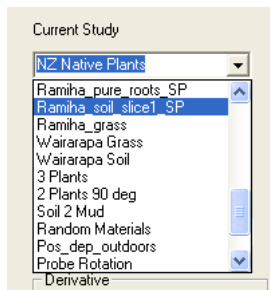 Current Study
NZ Native Plants
Ramiha_pure_roots_SP
Ramiha_soil_slice1_SP
Ramiha_grass
Wairarapa Grass
Wairarapa Soil
3 Plants
2 Plants 90 deg
Soil 2 Mud
Random Materials
Pos_dep_outdoors
Probe Rotation
Derivative